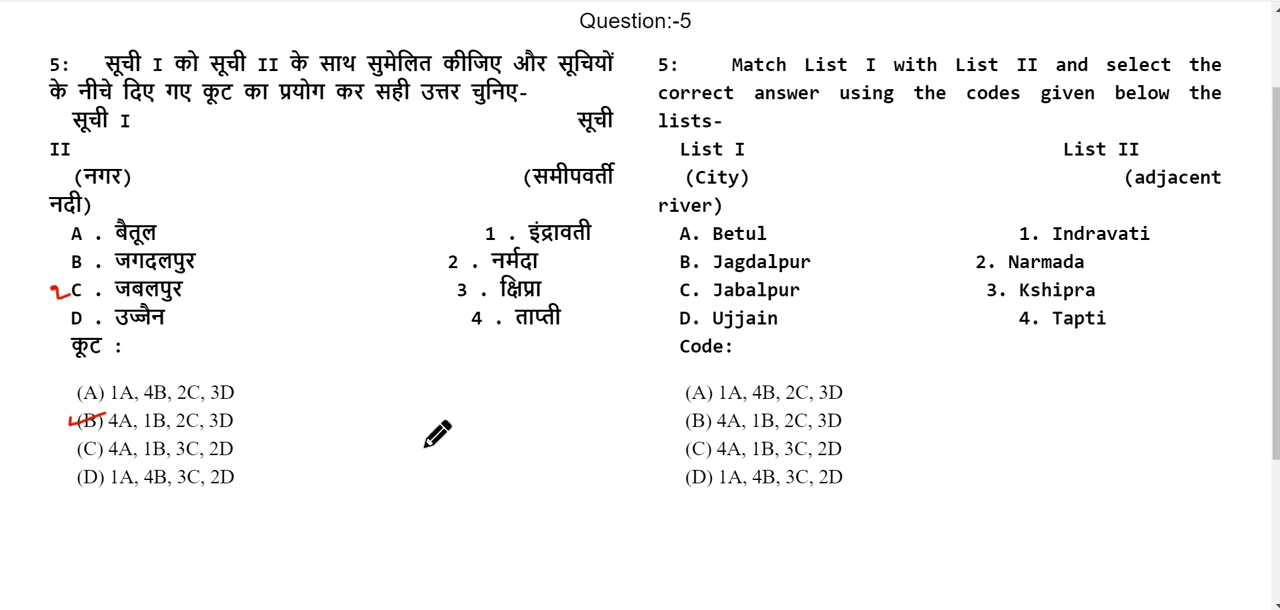 Question:-5
5: सूची I को सूची II के साथ सुमेलित कीजिए और सूचियों
के नीचे दिए गए कूट का प्रयोग कर सही उत्तर चुनिए-
सूची I सूची
II
(नगर) (समीपवर्ती
नदी)
A . बैतूल 1 . इंद्रावती
B . जगदलपुर 2 . नर्मदा
2 C . जबलपुर 3 . क्षिप्रा
D . उज्जैन 4 . ताप्ती
कूट :
(A) 1A, 4B, 2C, 3D
(B) 4A, 1B, 2C, 3D
(C) 4A, 1B, 3C, 2D
(D) 1A, 4B, 3C, 2D
5: Match List I with List II and select the
correct answer using the codes given below the
lists-
List I List II
(City) (adjacent
river)
A. Betul 1. Indravati
B. Jagdalpur 2. Narmada
C. Jabalpur 3. Kshipra
D. Ujjain 4. Tapti
Code:
(A) 1A, 4B, 2C, 3D
(B) 4A, 1B, 2C, 3D
(C) 4A, 1B, 3C, 2D
(D) 1A, 4B, 3C, 2D